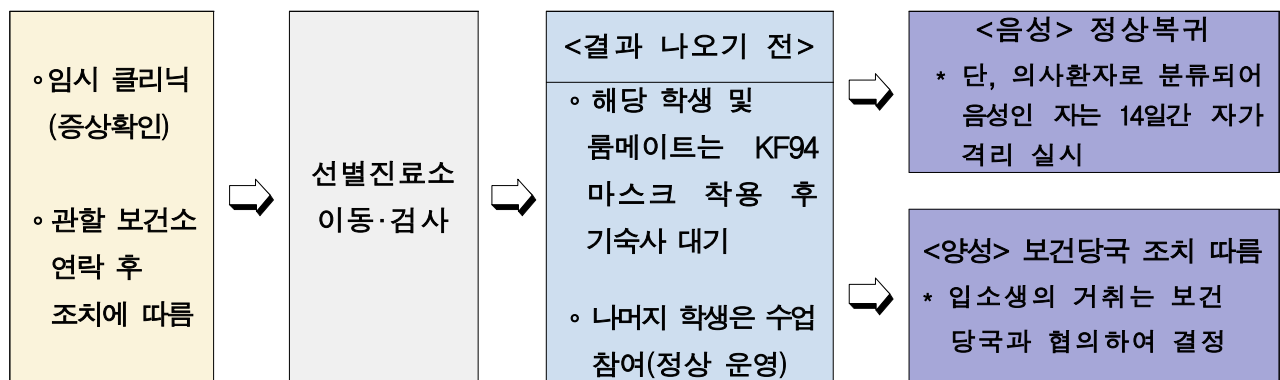 ∘임시 클리닉
(증상확인)
∘ 관할 보건소
연락 후
조치에 따름
선별진료소
이동·검사
<결과 나오기 전>
∘ 해당 학생 및
룸메이트는 KF94
마스크 착용 후
기숙사 대기
∘ 나머지 학생은 수업
참여(정상 운영)
<음성> 정상복귀
* 단, 의사환자로 분류되어
음성인 자는 14일간 자가
격리 실시
<양성> 보건당국 조치 따름
* 입소생의 거취는 보건
당국과 협의하여 결정